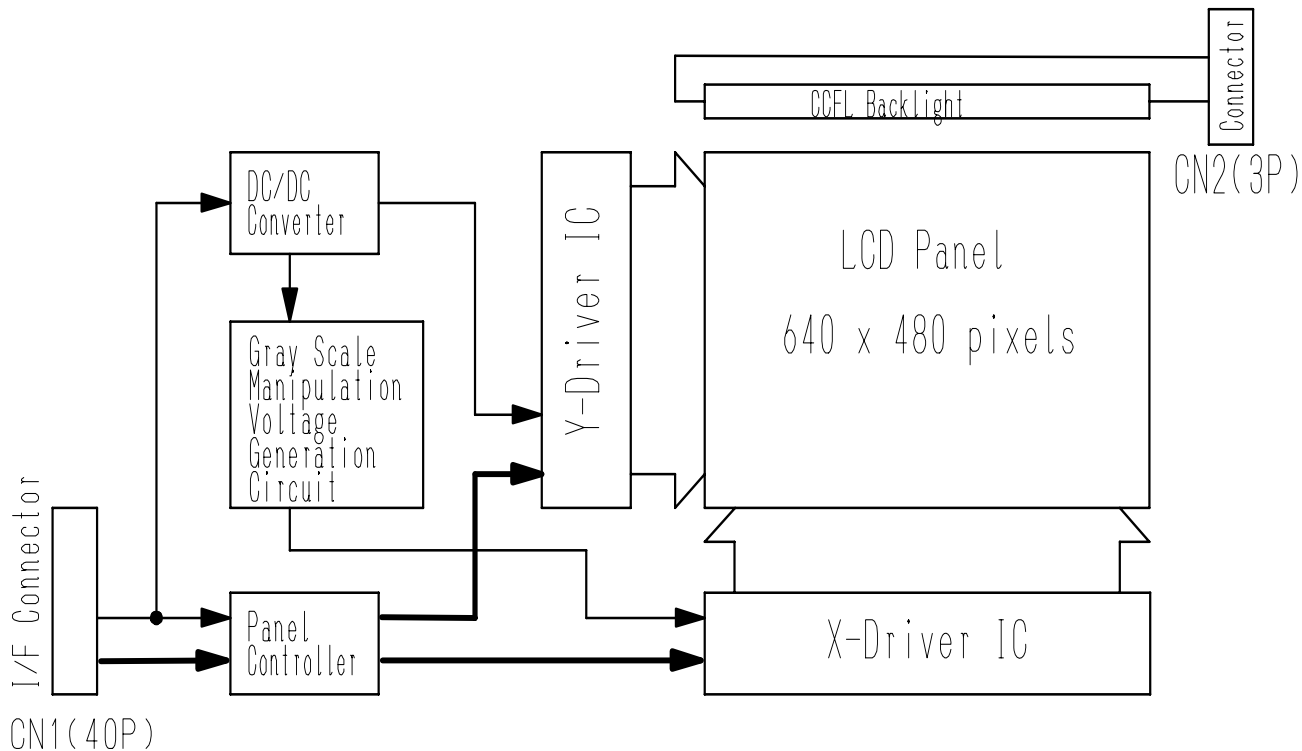 CCFL Backlight
Connector
CN2(3P)
DC/DC
Converter
Y-Driver IC
LCD Panel
640 x 480 pixels
Gray Scale
Manipulation
Voltage
Generation
Circuit
I/F Connector
Panel
Controller
X-Driver IC
CN1(40P)